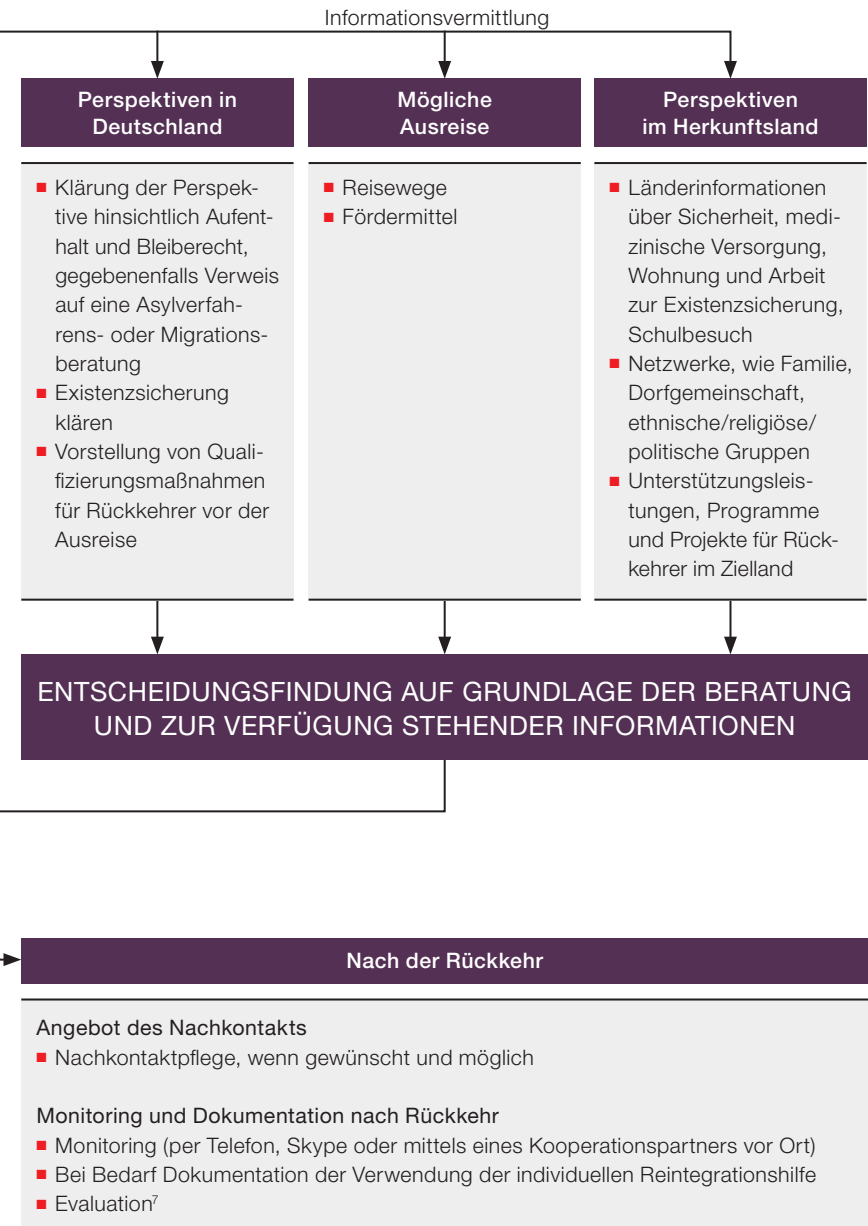 Informationsvermittlung
Perspektiven in
Deutschland
Klärung der Perspek-
tive hinsichtlich Aufent-
halt und Bleiberecht,
gegebenenfalls Verweis
auf eine Asylverfah-
rens- oder Migrations-
beratung
Existenzsicherung
klären
Vorstellung von Quali-
fizierungsmaßnahmen
für Rückkehrer vor der
Ausreise
Mögliche
Ausreise
Reisewege
Fördermittel
Perspektiven
im Herkunftsland
Länderinformationen
über Sicherheit, medi-
zinische Versorgung,
Wohnung und Arbeit
zur Existenzsicherung,
Schulbesuch
Netzwerke, wie Familie,
Dorfgemeinschaft,
ethnische/religiöse/
politische Gruppen
Unterstützungsleis-
tungen, Programme
und Projekte für Rück-
kehrer im Zielland
ENTSCHEIDUNGSFINDUNG AUF GRUNDLAGE DER BERATUNG
UND ZUR VERFÜGUNG STEHENDER INFORMATIONEN
Nach der Rückkehr
Angebot des Nachkontakts
Nachkontaktpflege, wenn gewünscht und möglich
Monitoring und Dokumentation nach Rückkehr
Monitoring (per Telefon, Skype oder mittels eines Kooperationspartners vor Ort)
Bei Bedarf Dokumentation der Verwendung der individuellen Reintegrationshilfe
Evaluation⁷